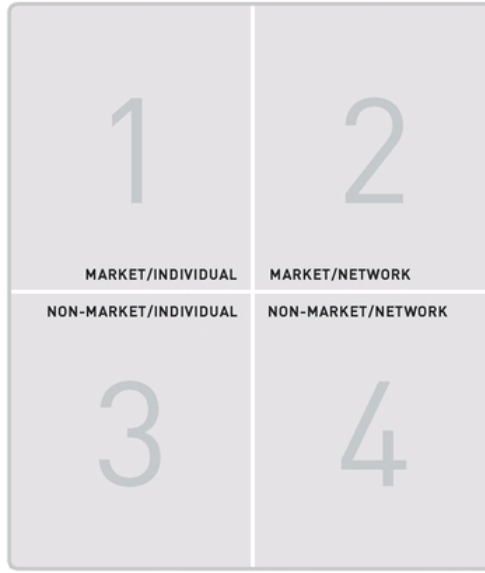 1
2
MARKET/INDIVIDUAL
MARKET/NETWORK
NON-MARKET/INDIVIDUAL
NON-MARKET/NETWORK
3
4